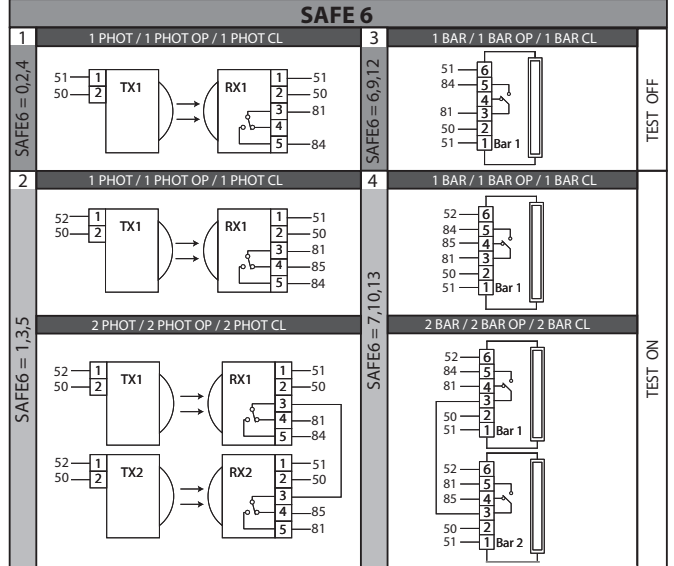 SAFE 6
1
1 PHOT / 1 PHOT OP / 1 PHOT CL
SAFE6 = 0,2,4
51 1
50 2
TX1
RX1
1 51
2 50
3 81
4
5 84
3
1 BAR / 1 BAR OP / 1 BAR CL
SAFE6 = 6,9,12
51 6
84 5
4
81 3
50 2
51 1 Bar 1
TEST OFF
2
1 PHOT / 1 PHOT OP / 1 PHOT CL
SAFE6 = 1,3,5
52 1
50 2
TX1
RX1
1 51
2 50
3 81
4 85
5 84
2 PHOT / 2 PHOT OP / 2 PHOT CL
52 1
50 2
TX1
RX1
1 51
2 50
3
4 81
5 84
52 1
50 2
TX2
RX2
1 51
2 50
3
4 85
5 81
4
1 BAR / 1 BAR OP / 1 BAR CL
SAFE6 = 7,10,13
52 6
84 5
85 4
81 3
50 2
51 1 Bar 1
2 BAR / 2 BAR OP / 2 BAR CL
52 6
84 5
81 4
3
50 2
51 1 Bar 1
52 6
81 5
85 4
3
50 2
51 1 Bar 2
TEST ON